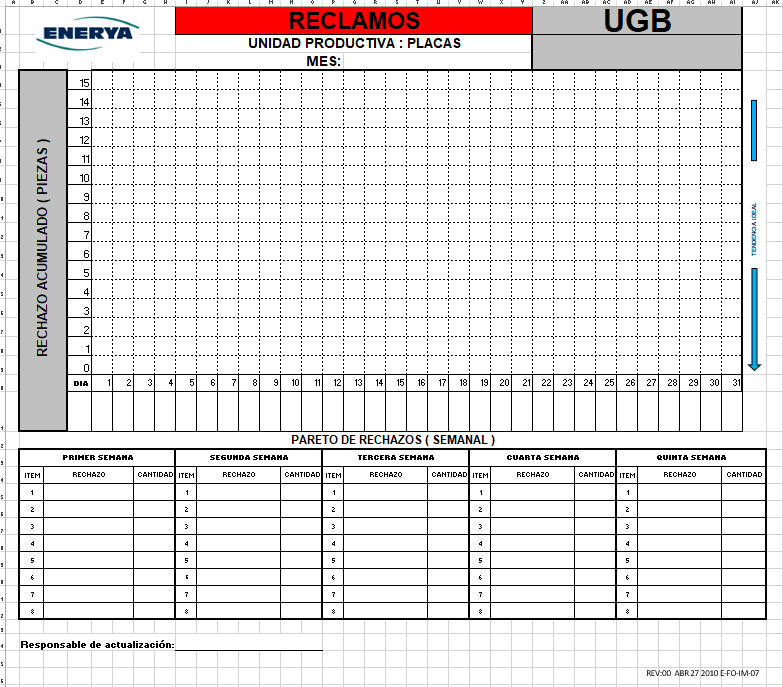 ENERYA
RECLAMOS
UGB
UNIDAD PRODUCTIVA : PLACAS
MES:
RECHAZO ACUMULADO ( PIEZAS )
15
14
13
12
11
10
9
8
7
6
5
4
3
2
1
0
TENDENCIA IDEAL
DIA 1 2 3 4 5 6 7 8 9 10 11 12 13 14 15 16 17 18 19 20 21 22 23 24 25 26 27 28 29 30 31
PARETO DE RECHAZOS ( SEMANAL )
PRIMER SEMANA SEGUNDA SEMANA TERCERA SEMANA CUARTA SEMANA QUINTA SEMANA
ITEM RECHAZO CANTIDAD ITEM RECHAZO CANTIDAD ITEM RECHAZO CANTIDAD ITEM RECHAZO CANTIDAD ITEM RECHAZO CANTIDAD
1 1 1 1 1
2 2 2 2 2
3 3 3 3 3
4 4 4 4 4
5 5 5 5 5
6 6 6 6 6
7 7 7 7 7
8 8 8 8 8
Responsable de actualización:
REV:00 ABR 27 2010 E-FO-IM-07